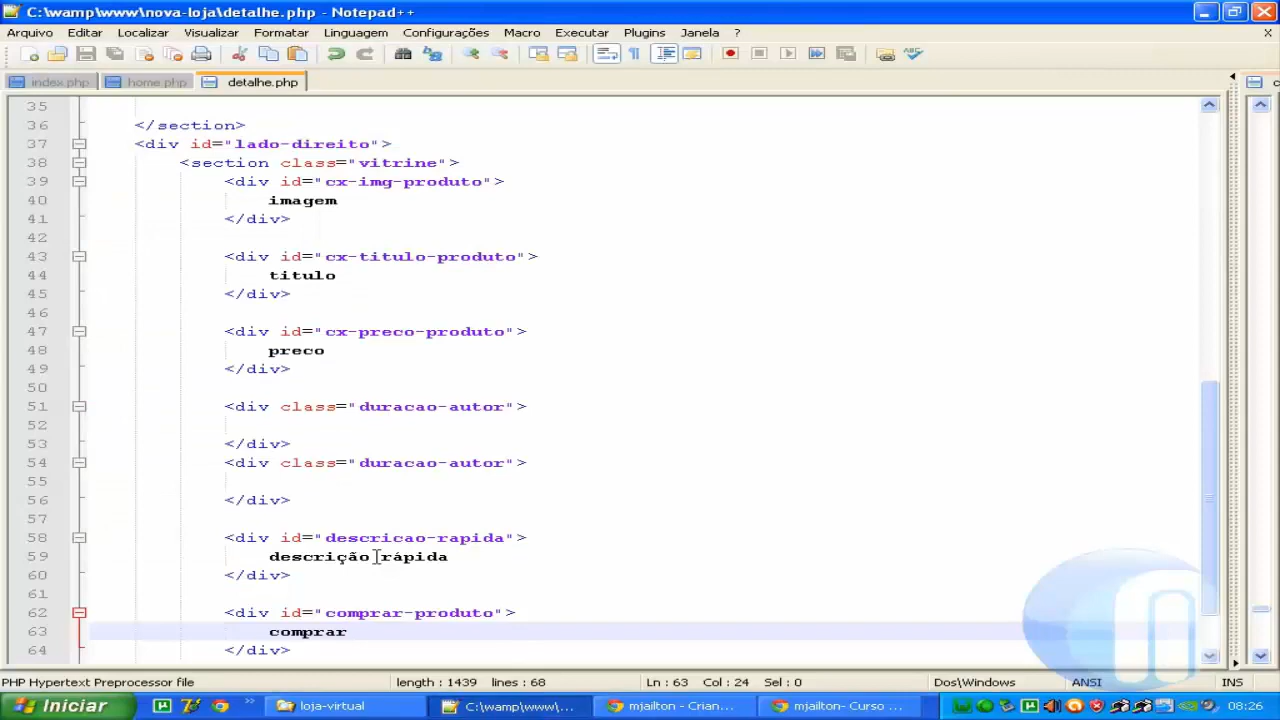 C:\wamp\www\nova-loja\detalhe.php - Notepad++
Arquivo Editar Localizar Visualizar Formatar Linguagem Configurações Macro Executar Plugins Janela ? X
index.php home.php detalhe.php c
35
36 </section>
37 <div id="lado-direito">
38 <section class="vitrine">
39 <div id="cx-img-produto">
40 imagem
41 </div>
42
43 <div id="cx-titulo-produto">
44 titulo
45 </div>
46
47 <div id="cx-preco-produto">
48 preco
49 </div>
50
51 <div class="duracao-autor">
52
53 </div>
54 <div class="duracao-autor">
55
56 </div>
57
58 <div id="descricao-rapida">
59 descrição rápida
60 </div>
61
62 <div id="comprar-produto">
63 comprar
64 </div>
PHP Hypertext Preprocessor file length : 1439 lines : 68 Ln : 63 Col : 24 Sel : 0 Dos\Windows ANSI INS
Iniciar loja-virtual C:\wamp\www\... mjailton - Crian... mjailton- Curso ... 08:26